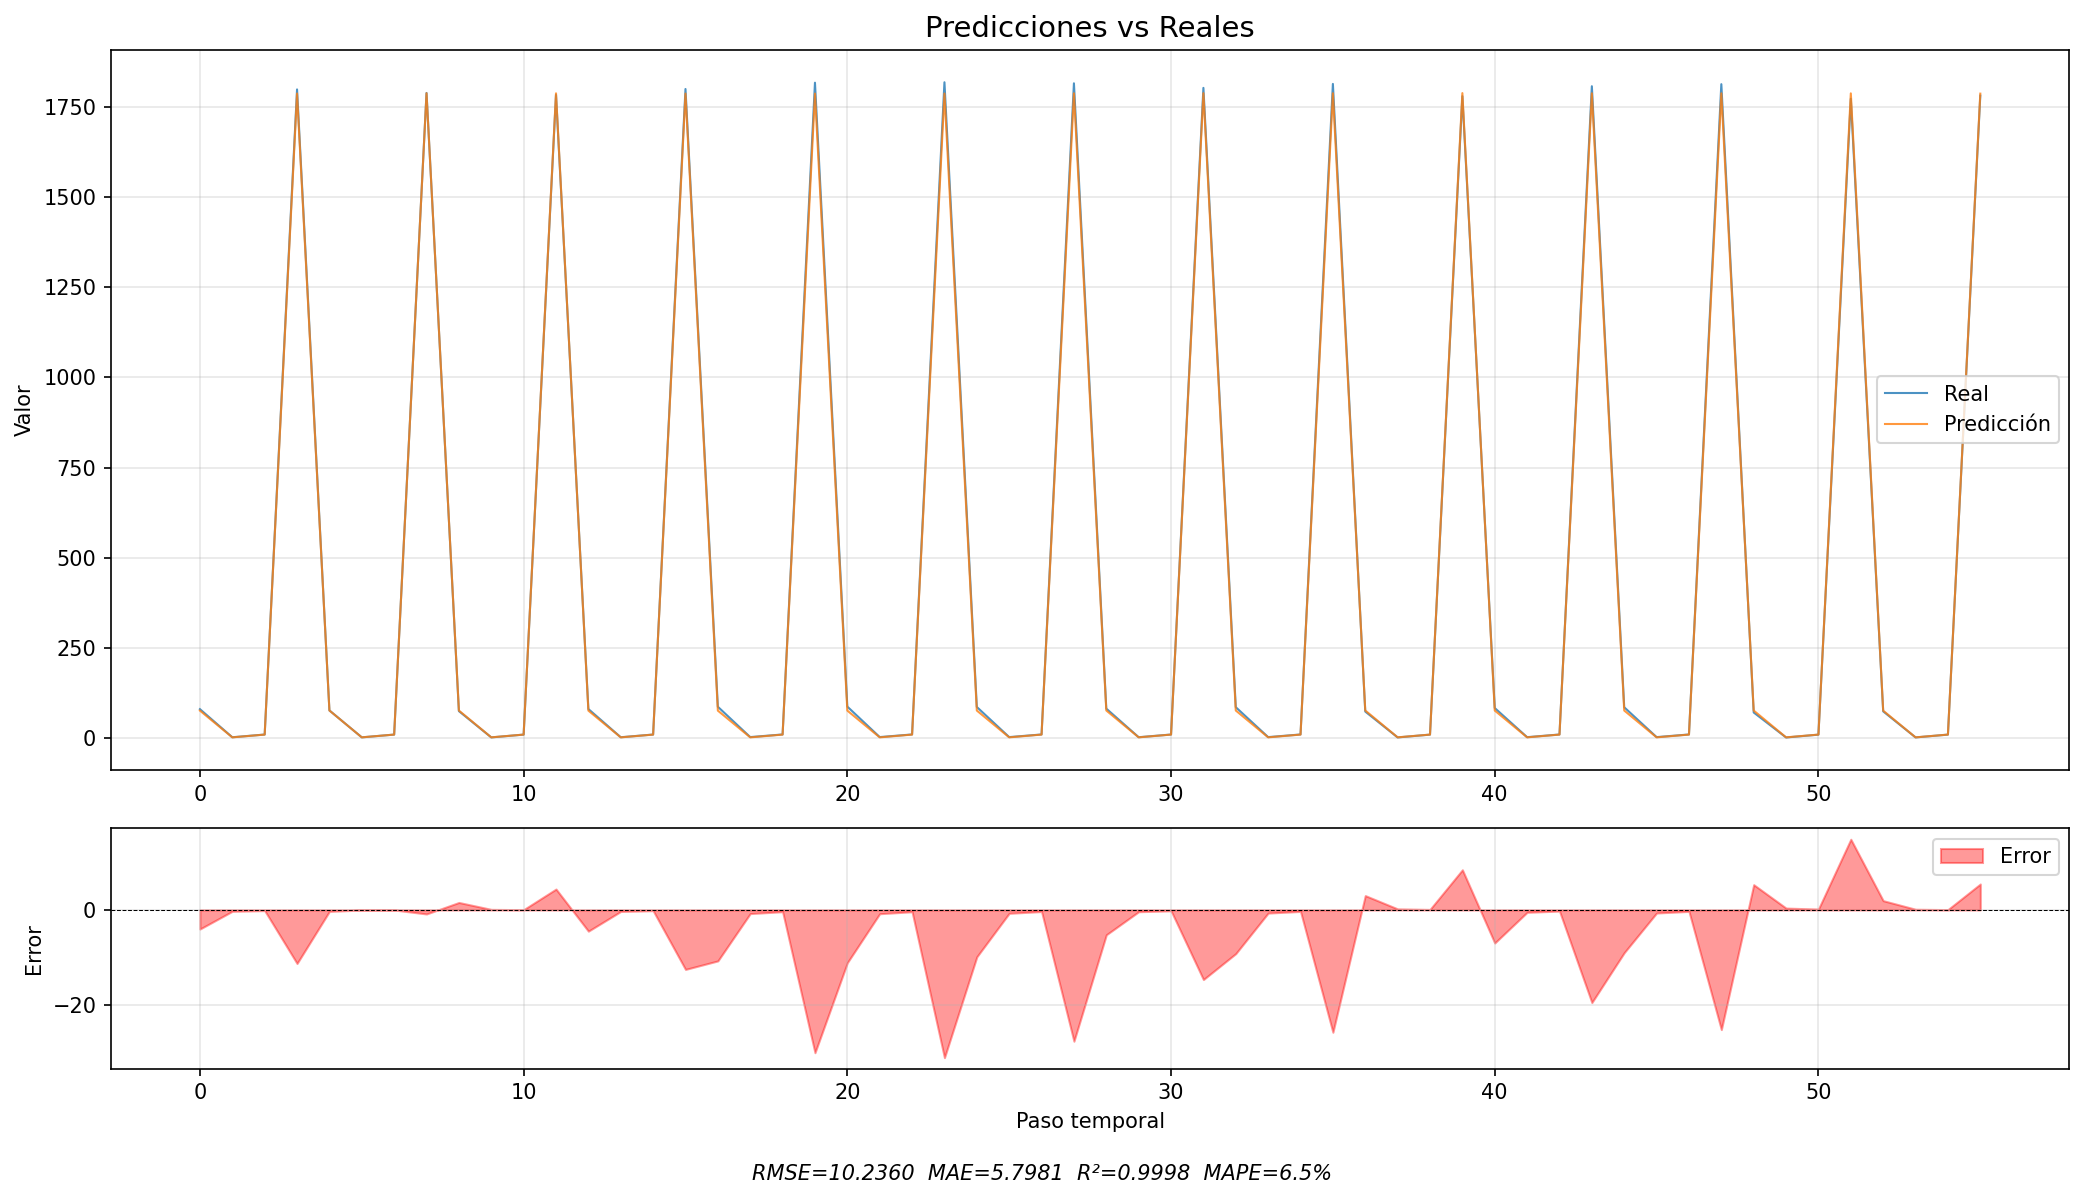 Predicciones vs Reales
1750
1500
1250
1000
750
500
250
0
Valor
Real
Predicción
0 10 20 30 40 50
0
−20
Error
Error
0 10 20 30 40 50
Paso temporal
RMSE=10.2360 MAE=5.7981 R²=0.9998 MAPE=6.5%